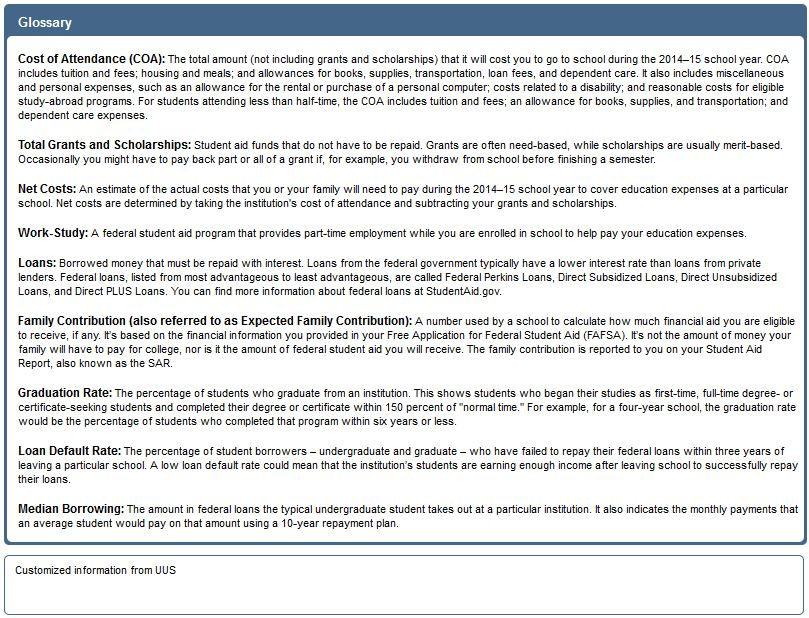 Glossary
Cost of Attendance (COA): The total amount (not including grants and scholarships) that it will cost you to go to school during the 2014–15 school year. COA
includes tuition and fees; housing and meals; and allowances for books, supplies, transportation, loan fees, and dependent care. It also includes miscellaneous
and personal expenses, such as an allowance for the rental or purchase of a personal computer; costs related to a disability; and reasonable costs for eligible
study-abroad programs. For students attending less than half-time, the COA includes tuition and fees; an allowance for books, supplies, and transportation; and
dependent care expenses.
Total Grants and Scholarships: Student aid funds that do not have to be repaid. Grants are often need-based, while scholarships are usually merit-based.
Occasionally you might have to pay back part or all of a grant if, for example, you withdraw from school before finishing a semester.
Net Costs: An estimate of the actual costs that you or your family will need to pay during the 2014–15 school year to cover education expenses at a particular
school. Net costs are determined by taking the institution's cost of attendance and subtracting your grants and scholarships.
Work-Study: A federal student aid program that provides part-time employment while you are enrolled in school to help pay your education expenses.
Loans: Borrowed money that must be repaid with interest. Loans from the federal government typically have a lower interest rate than loans from private
lenders. Federal loans, listed from most advantageous to least advantageous, are called Federal Perkins Loans, Direct Subsidized Loans, Direct Unsubsidized
Loans, and Direct PLUS Loans. You can find more information about federal loans at StudentAid.gov.
Family Contribution (also referred to as Expected Family Contribution): A number used by a school to calculate how much financial aid you are eligible
to receive, if any. It's based on the financial information you provided in your Free Application for Federal Student Aid (FAFSA). It's not the amount of money your
family will have to pay for college, nor is it the amount of federal student aid you will receive. The family contribution is reported to you on your Student Aid
Report, also known as the SAR.
Graduation Rate: The percentage of students who graduate from an institution. This shows students who began their studies as first-time, full-time degree- or
certificate-seeking students and completed their degree or certificate within 150 percent of "normal time." For example, for a four-year school, the graduation rate
would be the percentage of students who completed that program within six years or less.
Loan Default Rate: The percentage of student borrowers – undergraduate and graduate – who have failed to repay their federal loans within three years of
leaving a particular school. A low loan default rate could mean that the institution's students are earning enough income after leaving school to successfully repay
their loans.
Median Borrowing: The amount in federal loans the typical undergraduate student takes out at a particular institution. It also indicates the monthly payments that
an average student would pay on that amount using a 10-year repayment plan.
Customized information from UUS